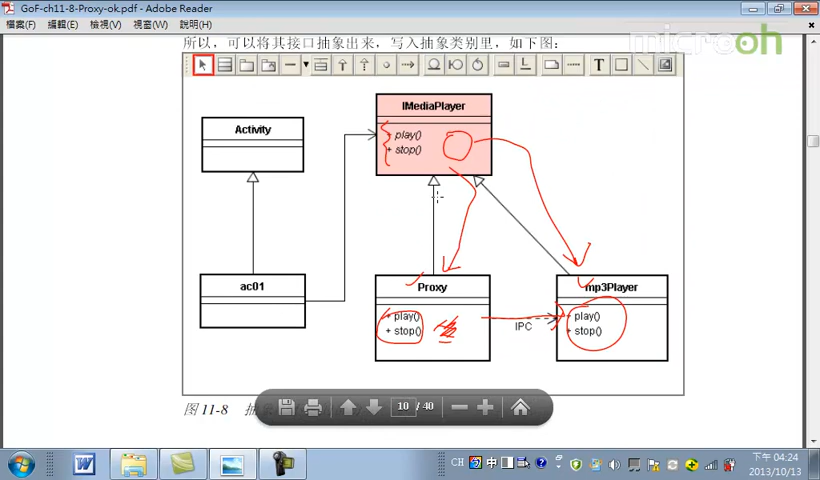 GoF-ch11-8-Proxy-ok.pdf - Adobe Reader
檔案(F) 編輯(E) 檢視(V) 視窗(W) 說明(H)
所以，可以将其接口抽象出来，写入抽象类别里，如下图：
microoh
T
IMediaPlayer
+ play()
+ stop()
Activity
ac01
Proxy
+ play()
+ stop()
IPC
mp3Player
+ play()
+ stop()
10 / 40
图 11-8
CH 中
下午 04:24
2013/10/13